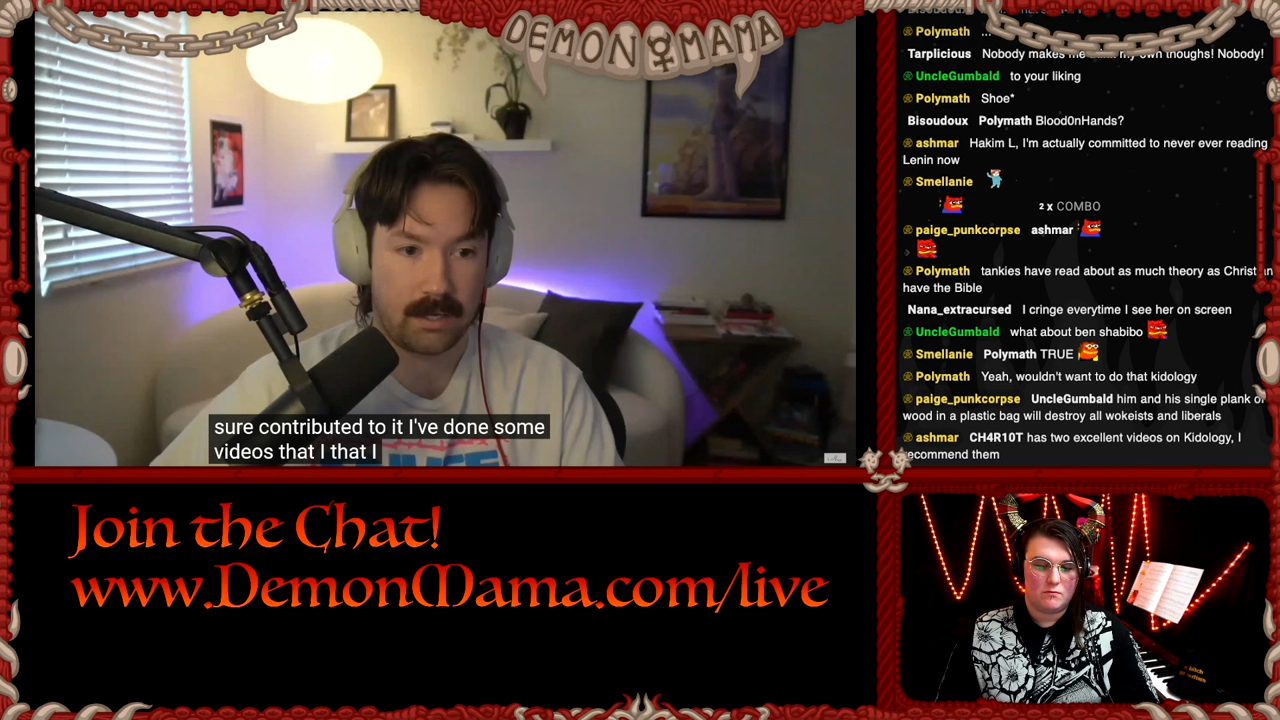 DEMON MAMA
Polymath ...
Tarplicious Nobody makes me my own thoughs! Nobody!
UncleGumbald to your liking
Polymath Shoe*
Bisoudoux Polymath Blood0nHands?
ashmar Hakim L, I'm actually committed to never ever reading
Lenin now
Smellanie
2 x COMBO
paige_punkcorpse ashmar
Polymath tankies have read about as much theory as Christ
have the Bible
Nana_extracursed I cringe everytime I see her on screen
UncleGumbald what about ben shabibo
Smellanie Polymath TRUE
Polymath Yeah, wouldn't want to do that kidology
paige_punkcorpse UncleGumbald him and his single plank of
wood in a plastic bag will destroy all wokeists and liberals
ashmar CH4R10T has two excellent videos on Kidology, I
recommend them
sure contributed to it I've done some
videos that I that I
Join the Chat!
www.DemonMama.com/live